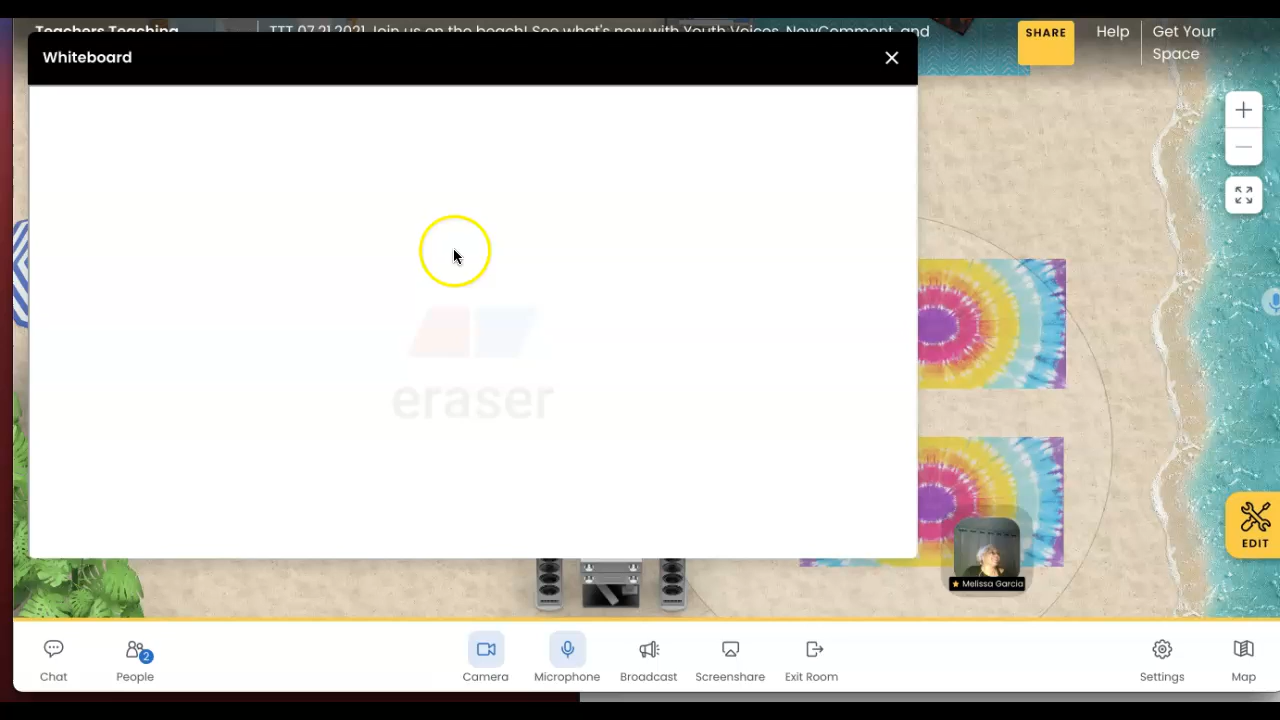 Teachers Teaching
TTT 07.21.2021 Join us on the beach! See what's new with Youth Voices, NowComment, and
SHARE
Help
Get Your
Space
Whiteboard
eraser
EDIT
Melissa Garcia
Chat
2
People
Camera
Microphone
Broadcast
Screenshare
Exit Room
Settings
Map